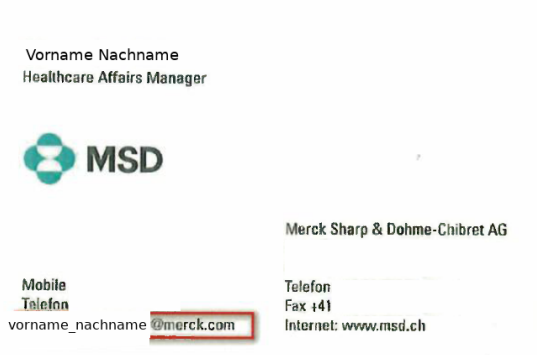 Vorname Nachname
Healthcare Affairs Manager
MSD
Merck Sharp & Dohme-Chibret AG
Mobile
Telefon
vorname_nachname @merck.com
Telefon
Fax +41
Internet: www.msd.ch